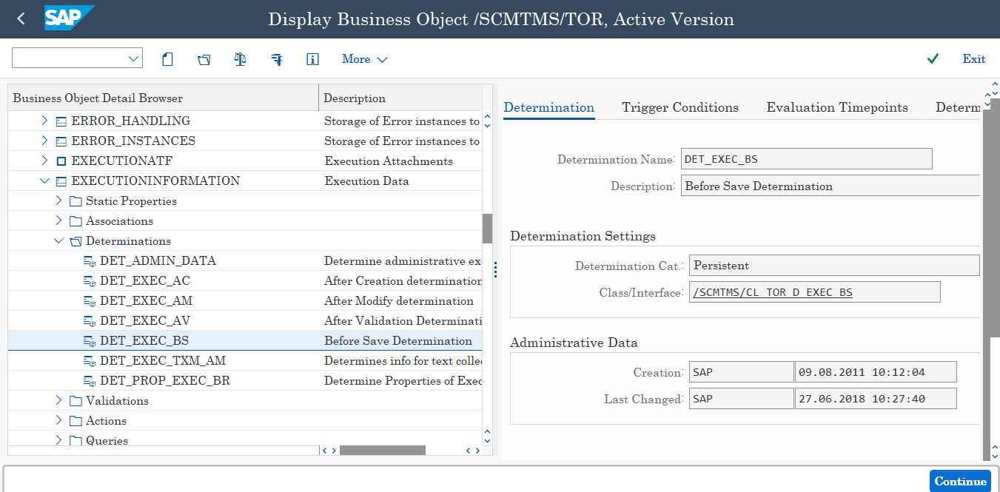 SAP
Display Business Object /SCMTMS/TOR, Active Version
More
Exit
Business Object Detail Browser
Description
ERROR_HANDLING
Storage of Error instances to
ERROR_INSTANCES
Storage of Error instances to
EXECUTIONATF
Execution Attachments
EXECUTIONINFORMATION
Execution Data
Static Properties
Associations
Determinations
DET_ADMIN_DATA
Determine administrative ex
DET_EXEC_AC
After Creation determination
DET_EXEC_AM
After Modify determination
DET_EXEC_AV
After Validation Determinati
DET_EXEC_BS
Before Save Determination
DET_EXEC_TXM_AM
Determines info for text colle
DET_PROP_EXEC_BR
Determine Properties of Exec
Validations
Actions
Queries
Determination
Trigger Conditions
Evaluation Timepoints
Determ
Determination Name:
DET_EXEC_BS
Description:
Before Save Determination
Determination Settings
Determination Cat.:
Persistent
Class/Interface:
/SCMTMS/CL_TOR_D_EXEC_BS
Administrative Data
Creation:
SAP
09.08.2011 10:12:04
Last Changed:
SAP
27.06.2018 10:27:40
Continue